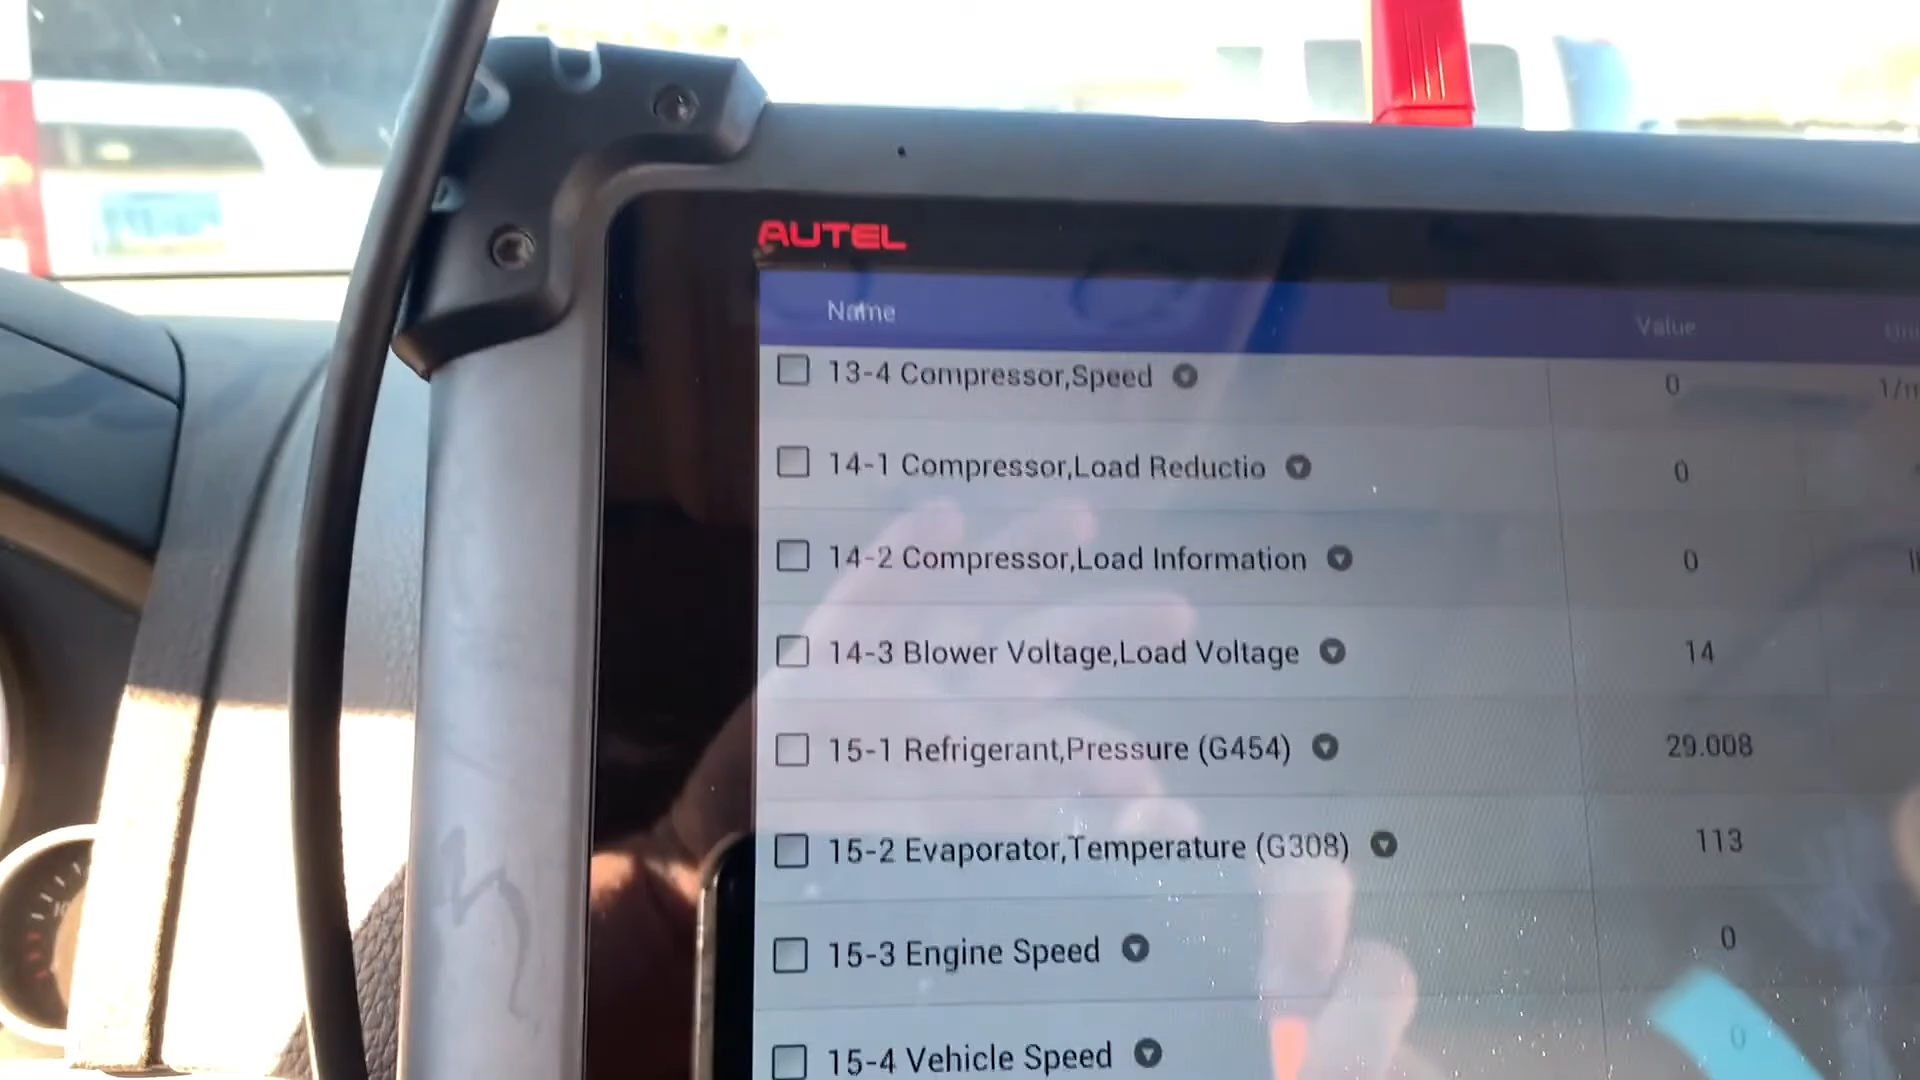 AUTEL
Name Value
13-4 Compressor,Speed 0
14-1 Compressor,Load Reductio 0
14-2 Compressor,Load Information 0
14-3 Blower Voltage,Load Voltage 14
15-1 Refrigerant,Pressure (G454) 29.008
15-2 Evaporator,Temperature (G308) 113
15-3 Engine Speed 0
15-4 Vehicle Speed 0